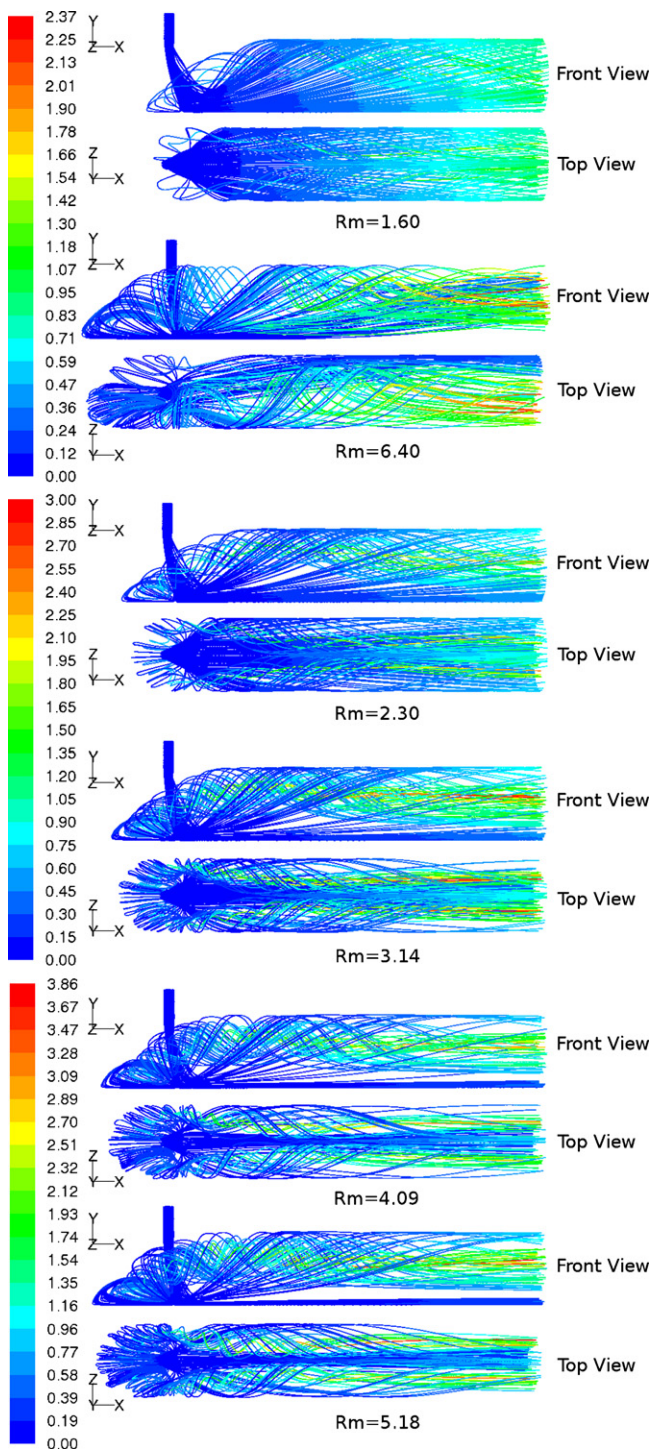 2.37
2.25
2.13
2.01
1.90
1.78
1.66
1.54
1.42
1.30
1.18
1.07
0.95
0.83
0.71
0.59
0.47
0.36
0.24
0.12
0.00
Y
Z X
Front View
Z
Y X
Top View
Rm=1.60
Y
Z X
Front View
Top View
Z
Y X
Rm=6.40
3.00
2.85
2.70
2.55
2.40
2.25
2.10
1.95
1.80
1.65
1.50
1.35
1.20
1.05
0.90
0.75
0.60
0.45
0.30
0.15
0.00
Y
Z X
Front View
Z
Y X
Top View
Rm=2.30
Y
Z X
Front View
Top View
Z
Y X
Rm=3.14
3.86
3.67
3.47
3.28
3.09
2.89
2.70
2.51
2.32
2.12
1.93
1.74
1.54
1.35
1.16
0.96
0.77
0.58
0.39
0.19
0.00
Y
Z X
Front View
Top View
Z
Y X
Rm=4.09
Y
Z X
Front View
Top View
Z
Y X
Rm=5.18